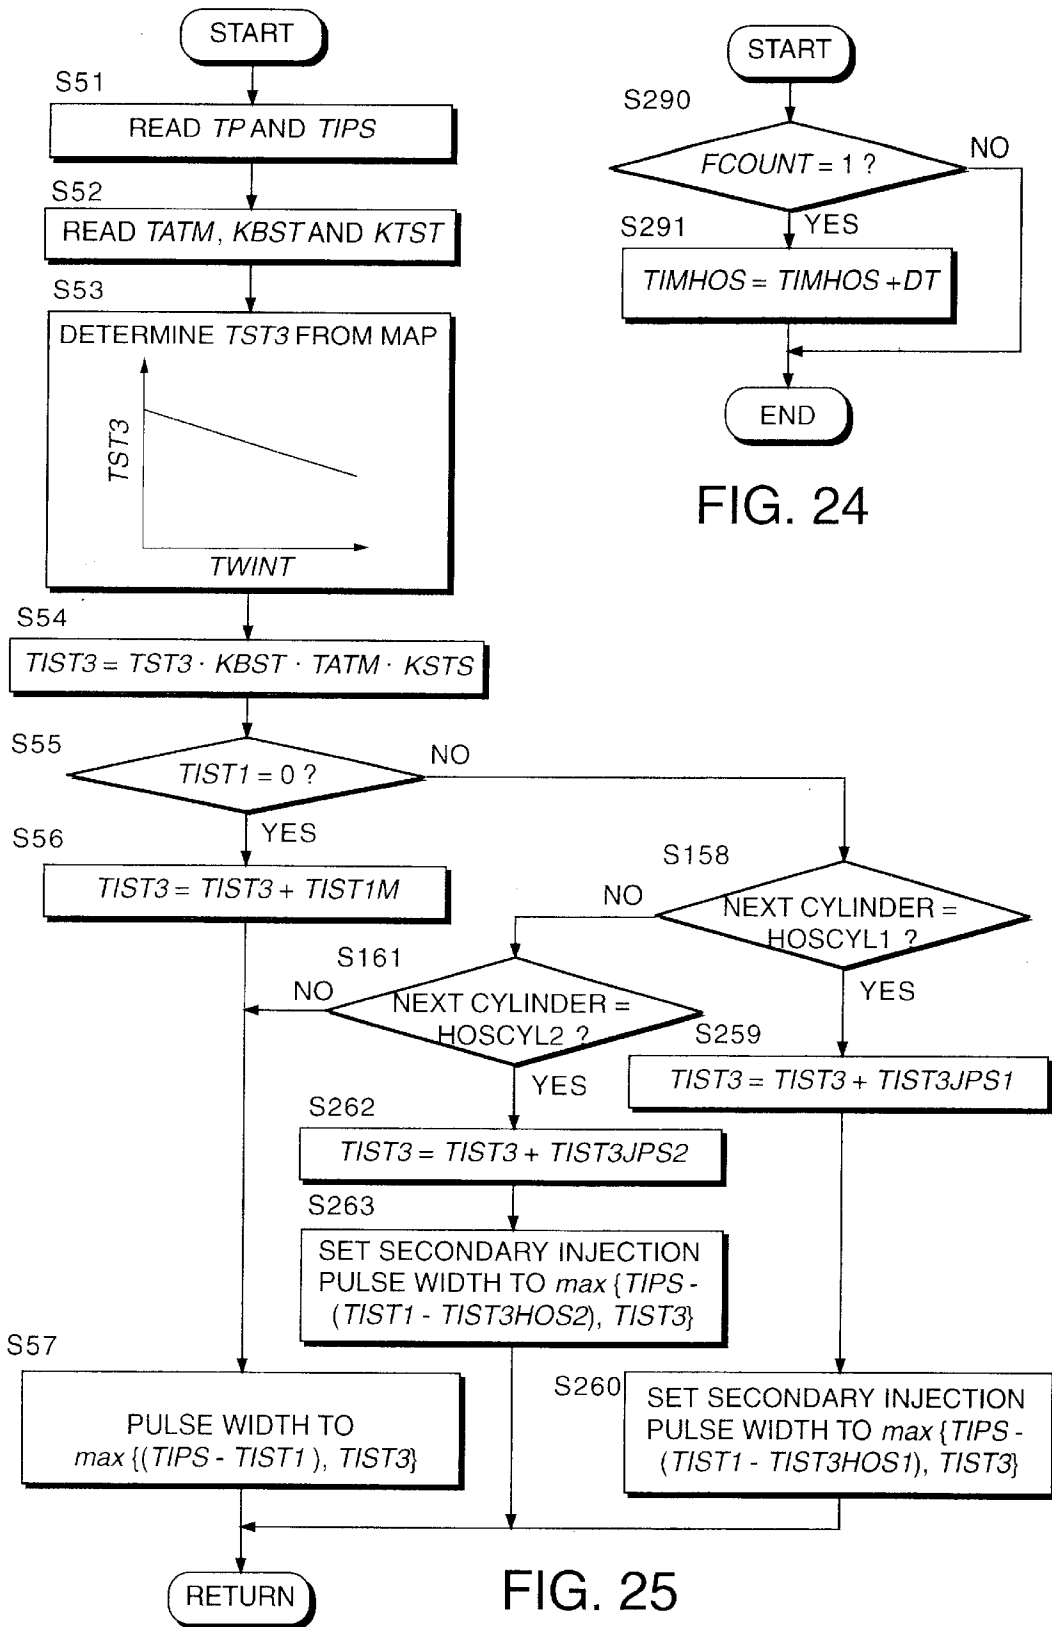 START
S51
READ TP AND TIPS
S52
READ TATM, KBST AND KTST
S53
DETERMINE TST3 FROM MAP
TST3
TWINT
S54
TIST3 = TST3 · KBST · TATM · KSTS
S55
TIST1 = 0 ?
NO
YES
S56
TIST3 = TIST3 + TIST1M
S158
NEXT CYLINDER =
HOSCYL1 ?
NO
YES
S161
NEXT CYLINDER =
HOSCYL2 ?
NO
YES
S259
TIST3 = TIST3 + TIST3JPS1
S262
TIST3 = TIST3 + TIST3JPS2
S263
SET SECONDARY INJECTION
PULSE WIDTH TO max {TIPS -
(TIST1 - TIST3HOS2), TIST3}
S57
PULSE WIDTH TO
max {(TIPS - TIST1 ), TIST3}
S260
SET SECONDARY INJECTION
PULSE WIDTH TO max {TIPS -
(TIST1 - TIST3HOS1), TIST3}
RETURN
FIG. 25
START
S290
FCOUNT = 1 ?
NO
YES
S291
TIMHOS = TIMHOS +DT
END
FIG. 24